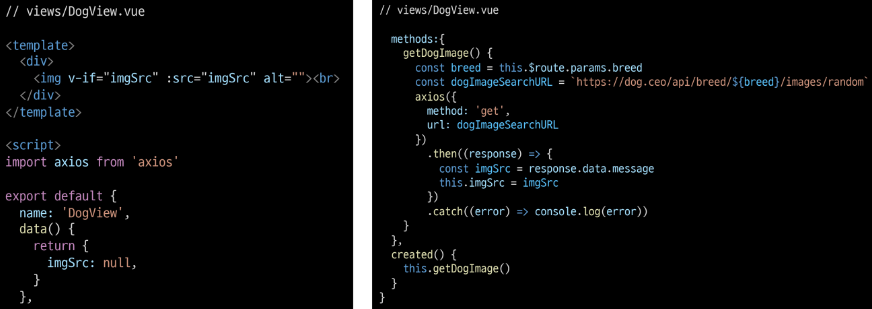 // views/DogView.vue
<template>
  <div>
    <img v-if="imgSrc" :src="imgSrc" alt=""><br>
  </div>
</template>
<script>
import axios from 'axios'
export default {
  name: 'DogView',
  data() {
    return {
      imgSrc: null,
    }
  },
// views/DogView.vue
  methods:{
    getDogImage() {
      const breed = this.$route.params.breed
      const dogImageSearchURL = `https://dog.ceo/api/breed/${breed}/images/random`
      axios({
        method: 'get',
        url: dogImageSearchURL
      })
        .then((response) => {
          const imgSrc = response.data.message
          this.imgSrc = imgSrc
        })
        .catch((error) => console.log(error))
    }
  },
  created() {
    this.getDogImage()
  }
}